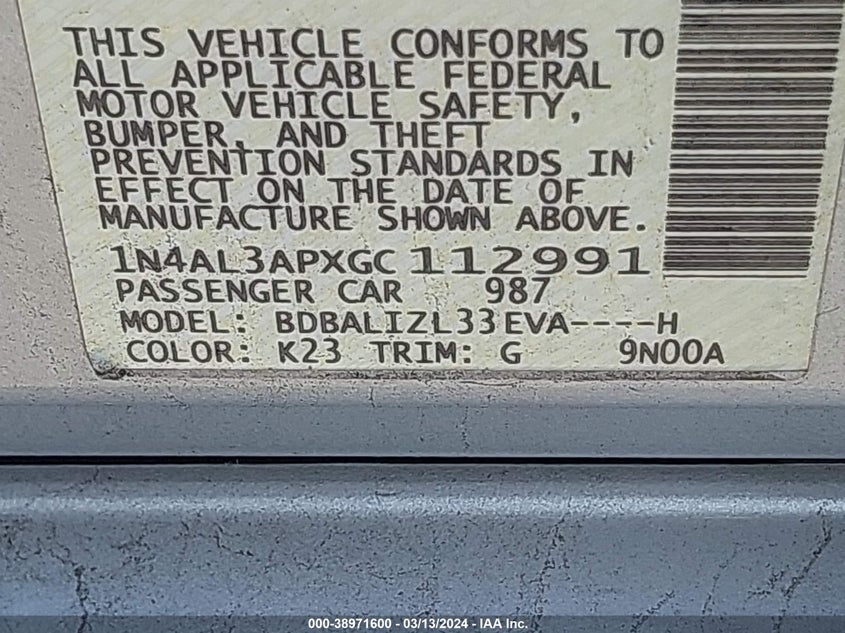 THIS VEHICLE CONFORMS TO
ALL APPLICABLE FEDERAL
MOTOR VEHICLE SAFETY,
BUMPER, AND THEFT
PREVENTION STANDARDS IN
EFFECT ON THE DATE OF
MANUFACTURE SHOWN ABOVE.
1N4AL3APXGC112991
PASSENGER CAR 987
MODEL: BDBALIZL33EVA----H
COLOR: K23 TRIM: G 9N00A
000-38971600 - 03/13/2024 - IAA Inc.